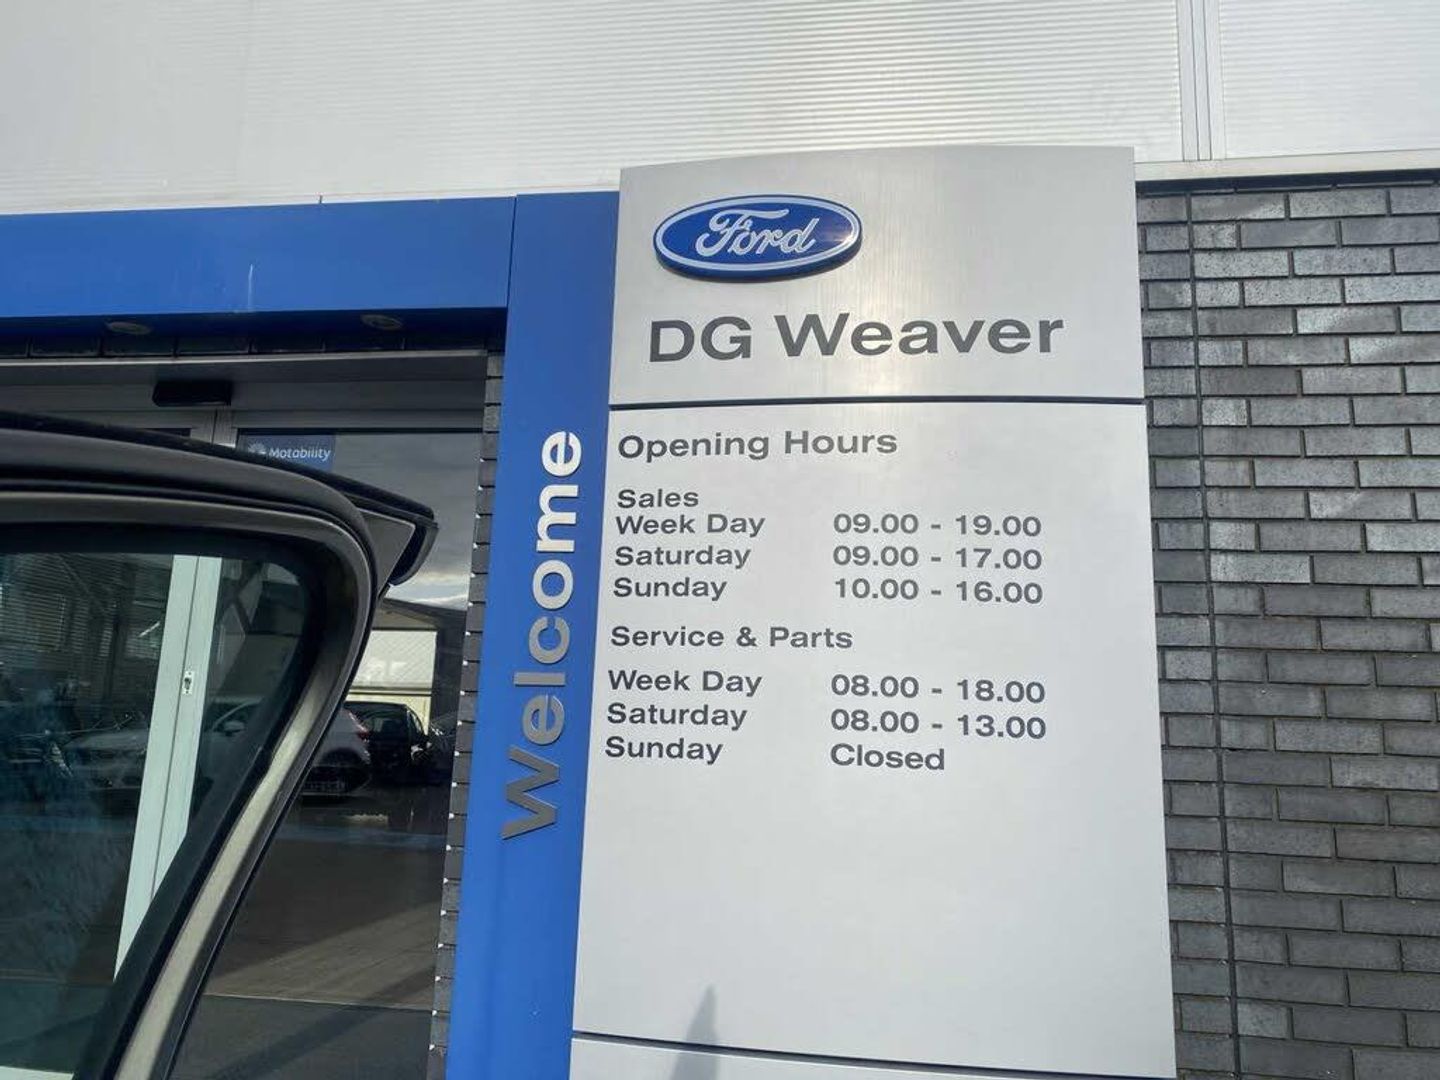 Ford
DG Weaver
Motability
Welcome
Opening Hours
Sales
Week Day 09.00 - 19.00
Saturday 09.00 - 17.00
Sunday 10.00 - 16.00
Service & Parts
Week Day 08.00 - 18.00
Saturday 08.00 - 13.00
Sunday Closed